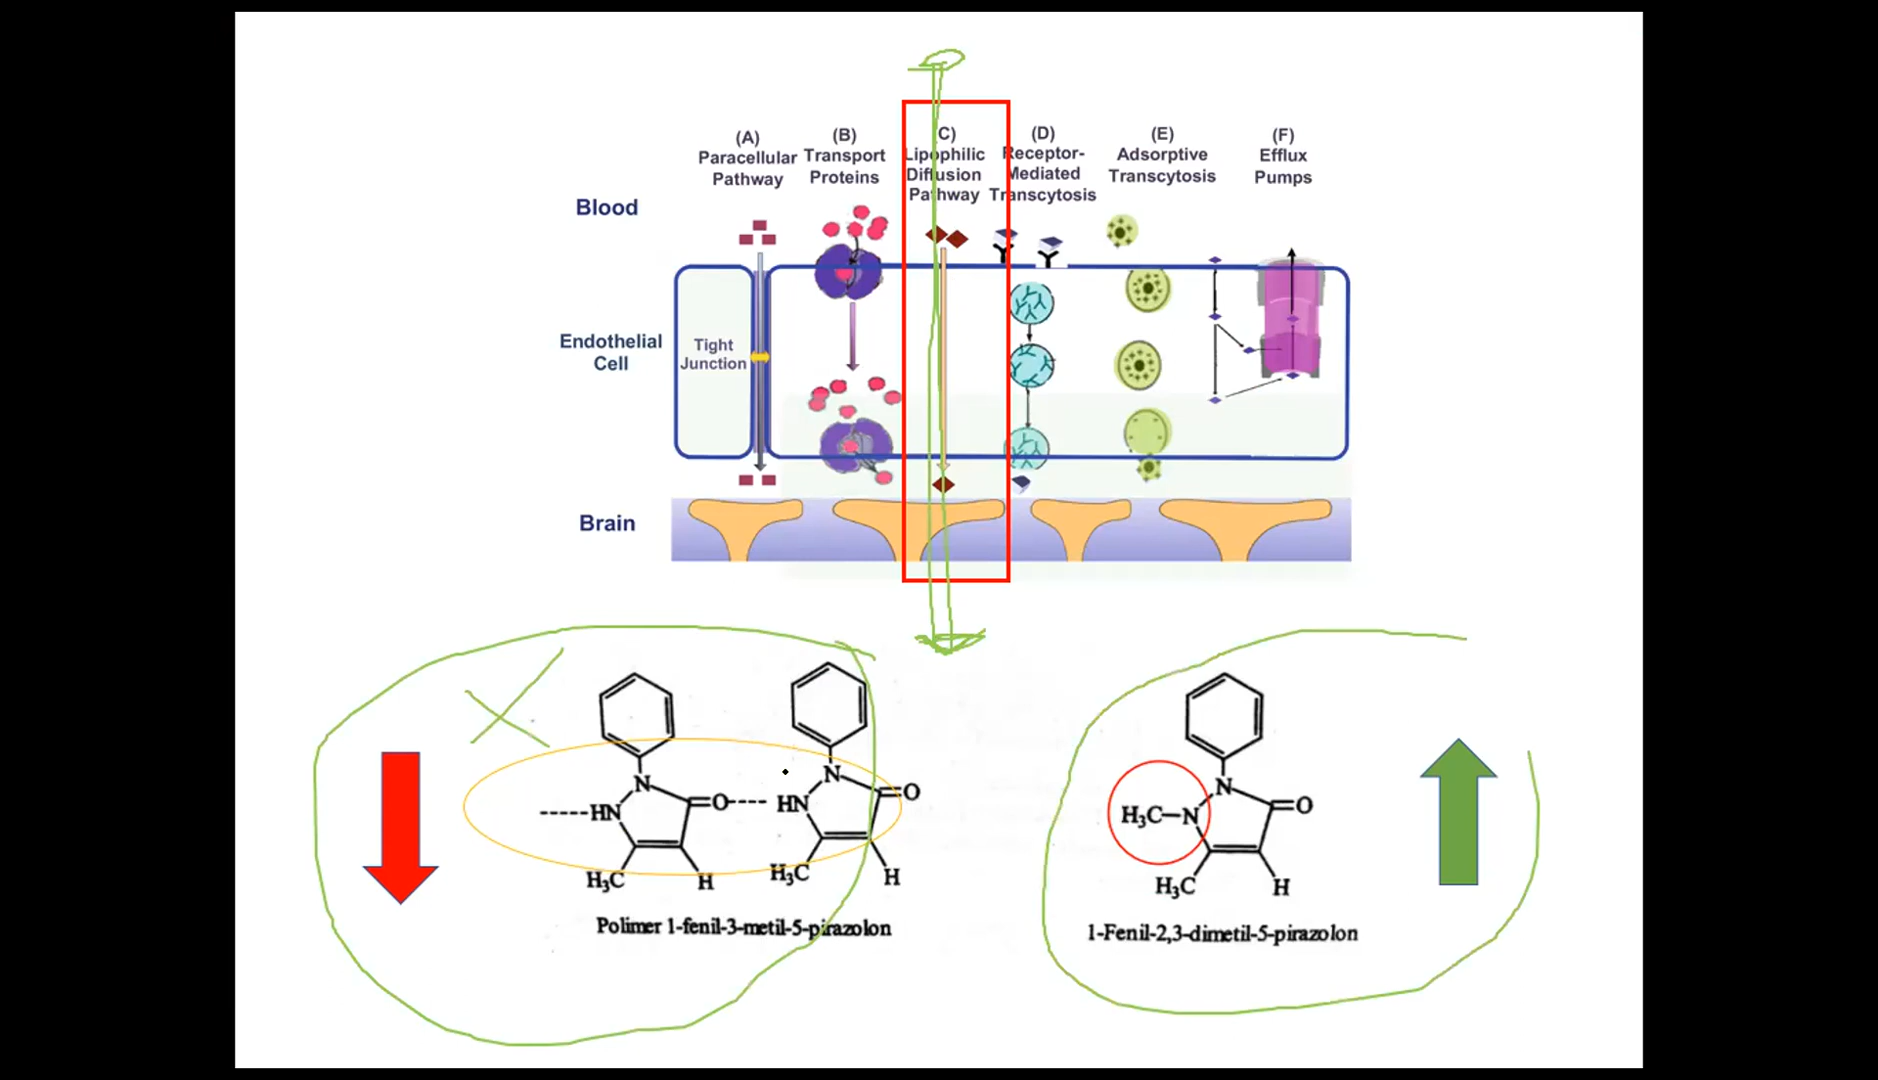 (A)
Paracellular
Pathway
(B)
Transport
Proteins
C)
Lipophilic
Diffusion
Pathway
(D)
Receptor-
Mediated
Transcytosis
(E)
Adsorptive
Transcytosis
(F)
Efflux
Pumps
Blood
Endothelial
Cell
Tight
Junction
Brain
N
HN
O
H₃C
H
N
HN
O
H₃C
H
Polimer 1-fenil-3-metil-5-pirazolon
N
H₃C-N
O
H₃C
H
1-Fenil-2,3-dimetil-5-pirazolon